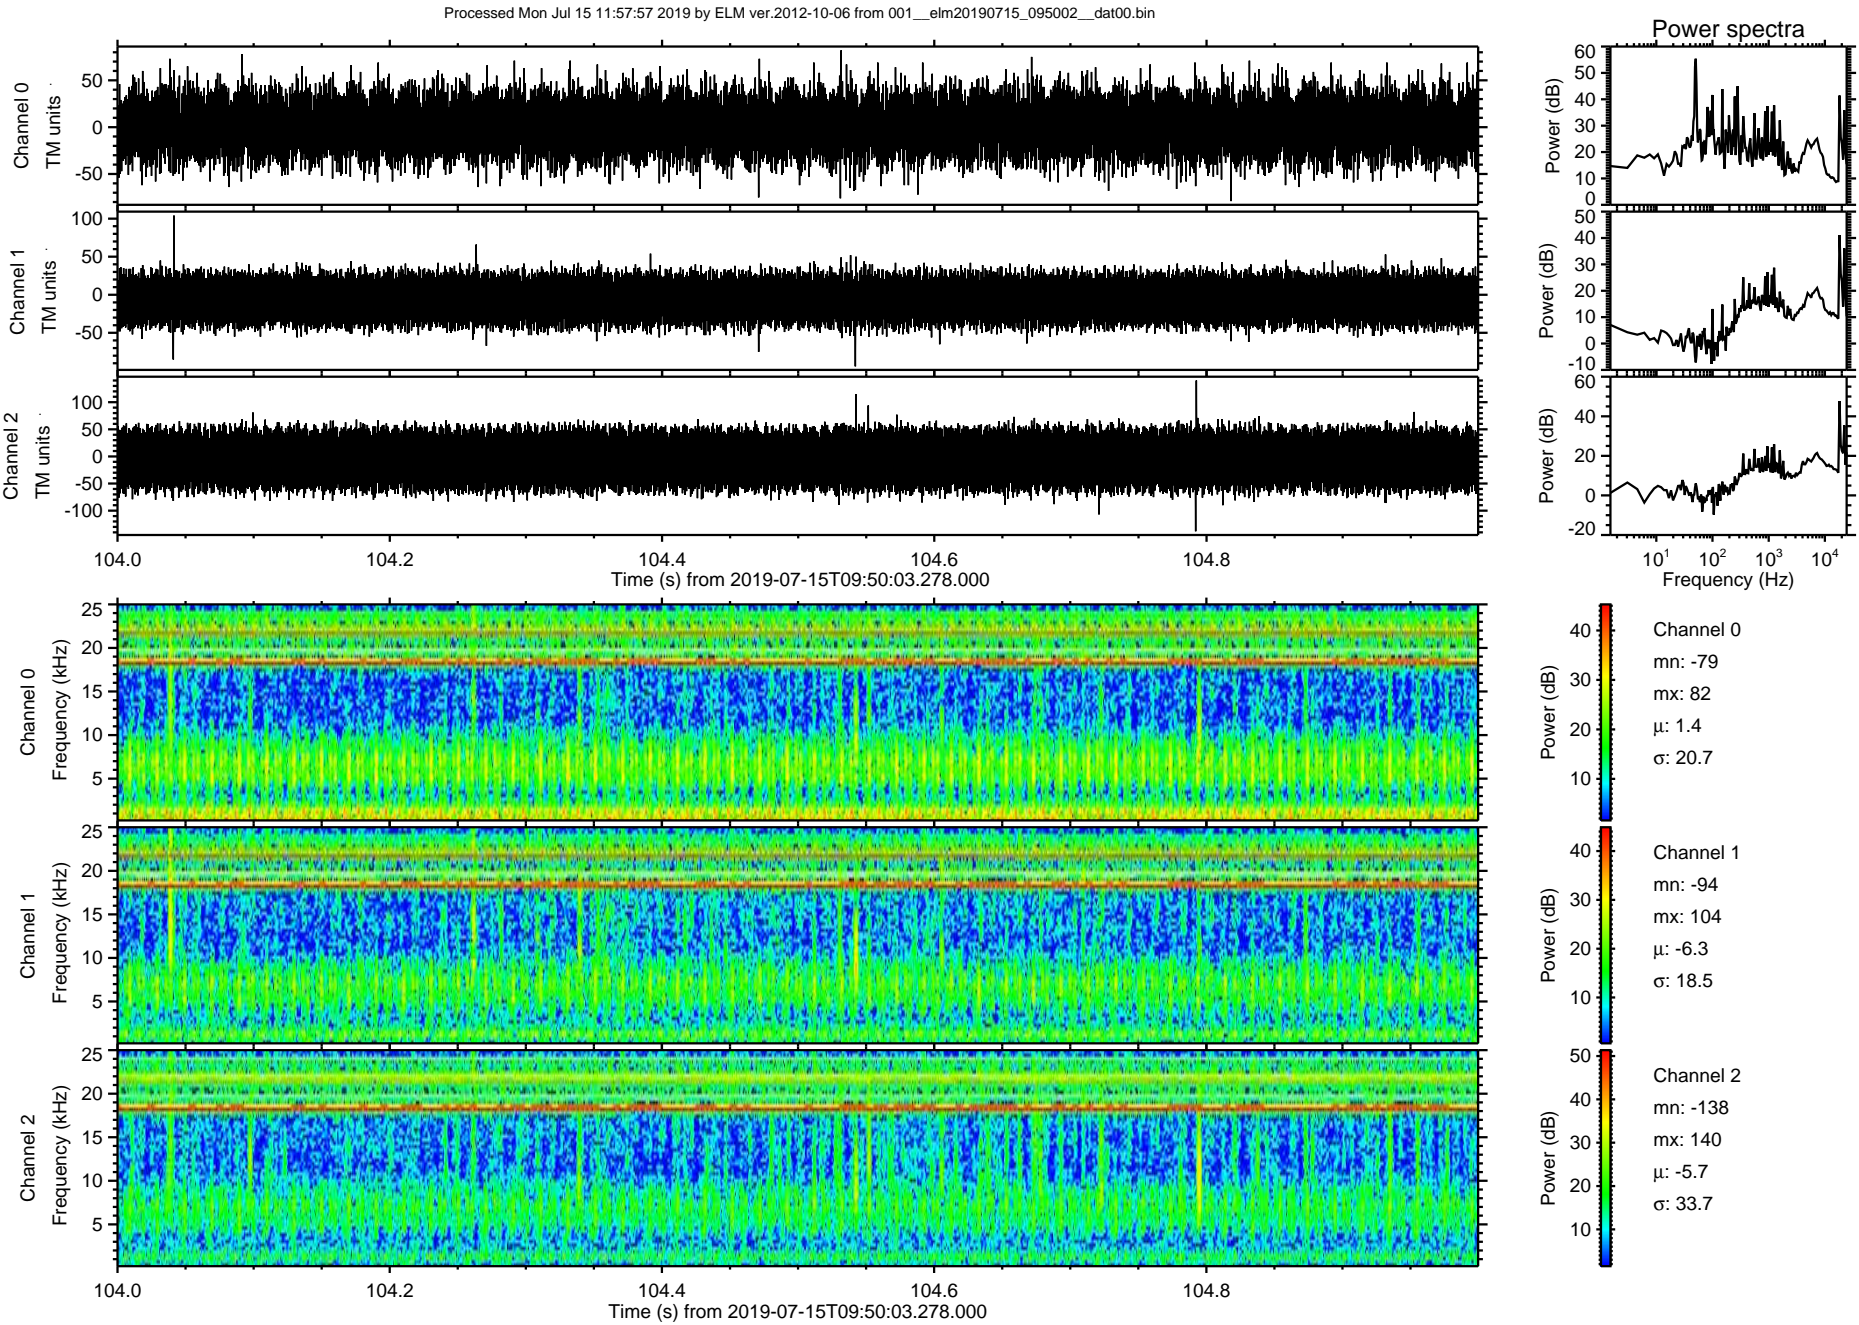 Processed Mon Jul 15 11:57:57 2019 by ELM ver.2012-10-06 from 001__elm20190715_095002__dat00.bin
Power spectra
Channel 0
TM units
50
0
-50
Power (dB)
60
50
40
30
20
10
0
Channel 1
TM units
100
50
0
-50
Power (dB)
50
40
30
20
10
0
-10
Channel 2
TM units
100
50
0
-50
-100
Power (dB)
60
40
20
0
-20
104.0 104.2 104.4 104.6 104.8
Time (s) from 2019-07-15T09:50:03.278.000
10¹ 10² 10³ 10⁴
Frequency (Hz)
Channel 0
Frequency (kHz)
25
20
15
10
5
Power (dB)
40
30
20
10
Channel 0
mn: -79
mx: 82
μ: 1.4
σ: 20.7
Channel 1
Frequency (kHz)
25
20
15
10
5
Power (dB)
40
30
20
10
Channel 1
mn: -94
mx: 104
μ: -6.3
σ: 18.5
Channel 2
Frequency (kHz)
25
20
15
10
5
Power (dB)
50
40
30
20
10
Channel 2
mn: -138
mx: 140
μ: -5.7
σ: 33.7
104.0 104.2 104.4 104.6 104.8
Time (s) from 2019-07-15T09:50:03.278.000